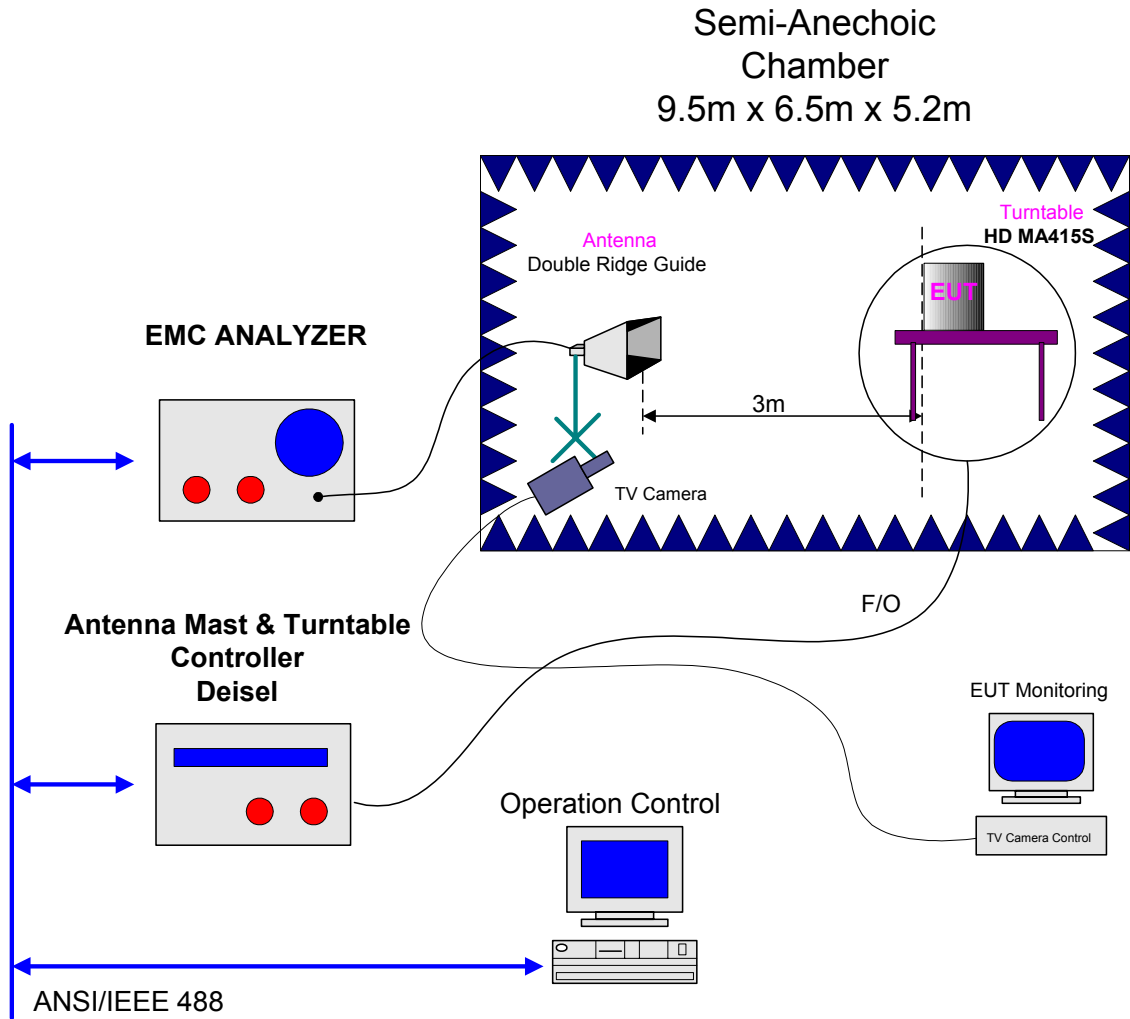 Semi-Anechoic
Chamber
9.5m x 6.5m x 5.2m
Turntable
HD MA415S
Antenna
Double Ridge Guide
EUT
EMC ANALYZER
3m
TV Camera
F/O
Antenna Mast & Turntable
Controller
Deisel
EUT Monitoring
TV Camera Control
Operation Control
ANSI/IEEE 488